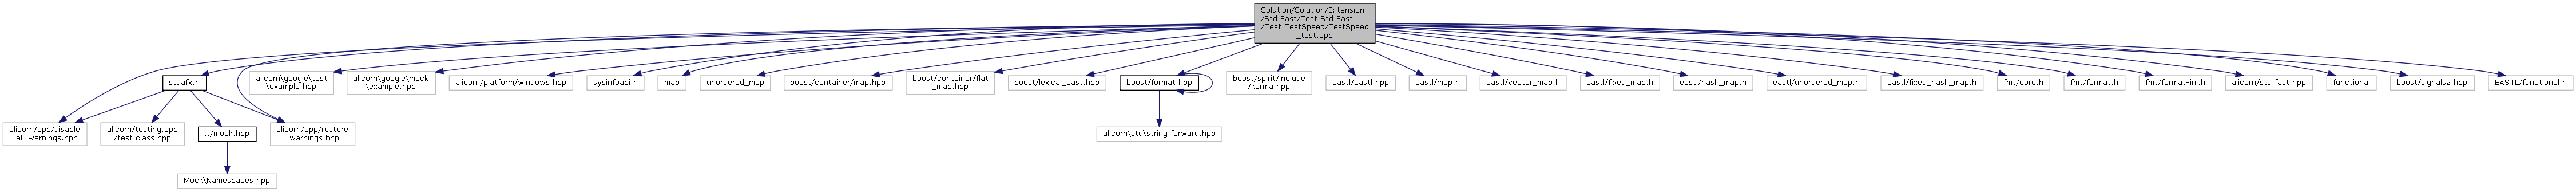 Solution/Solution/Extension
/Std.Fast/Test.Std.Fast
/Test.TestSpeed/TestSpeed
_test.cpp
stdafx.h
alicorn\google\test
\example.hpp
alicorn\google\mock
\example.hpp
alicorn/platform/windows.hpp
sysinfoapi.h
map
unordered_map
boost/container/map.hpp
boost/container/flat
_map.hpp
boost/lexical_cast.hpp
boost/format.hpp
boost/spirit/include
/karma.hpp
eastl/eastl.hpp
eastl/map.h
eastl/vector_map.h
eastl/fixed_map.h
eastl/hash_map.h
eastl/unordered_map.h
eastl/fixed_hash_map.h
fmt/core.h
fmt/format.h
fmt/format-inl.h
alicorn/std.fast.hpp
functional
boost/signals2.hpp
EASTL/functional.h
alicorn/cpp/disable
-all-warnings.hpp
alicorn/testing.app
/test.class.hpp
../mock.hpp
alicorn/cpp/restore
-warnings.hpp
alicorn\std\string.forward.hpp
Mock\Namespaces.hpp